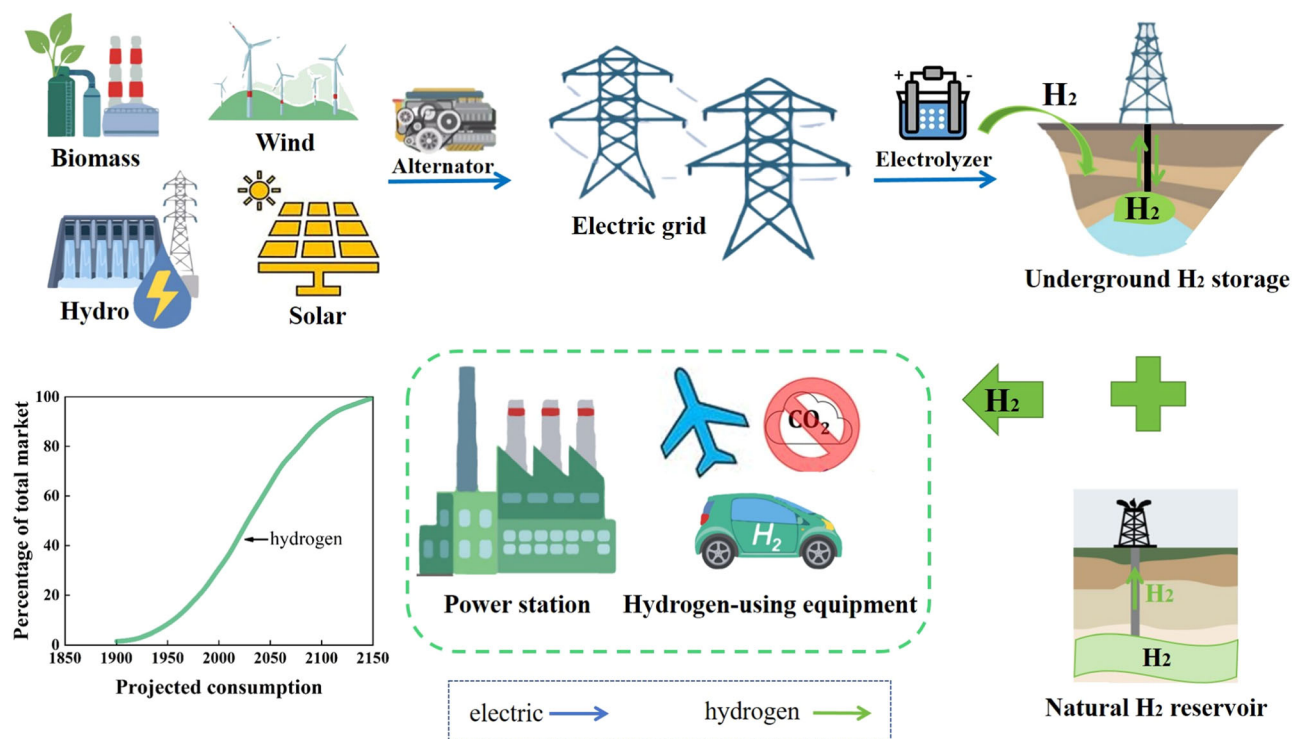 Biomass
Wind
Hydro
Solar
Alternator
Electric grid
+ -
Electrolyzer
H₂
H₂
Underground H₂ storage
100
80
60
40
20
0
1850 1900 1950 2000 2050 2100 2150
Percentage of total market
Projected consumption
hydrogen
CO₂
H₂
Power station
Hydrogen-using equipment
H₂
H₂
H₂
Natural H₂ reservoir
electric
hydrogen